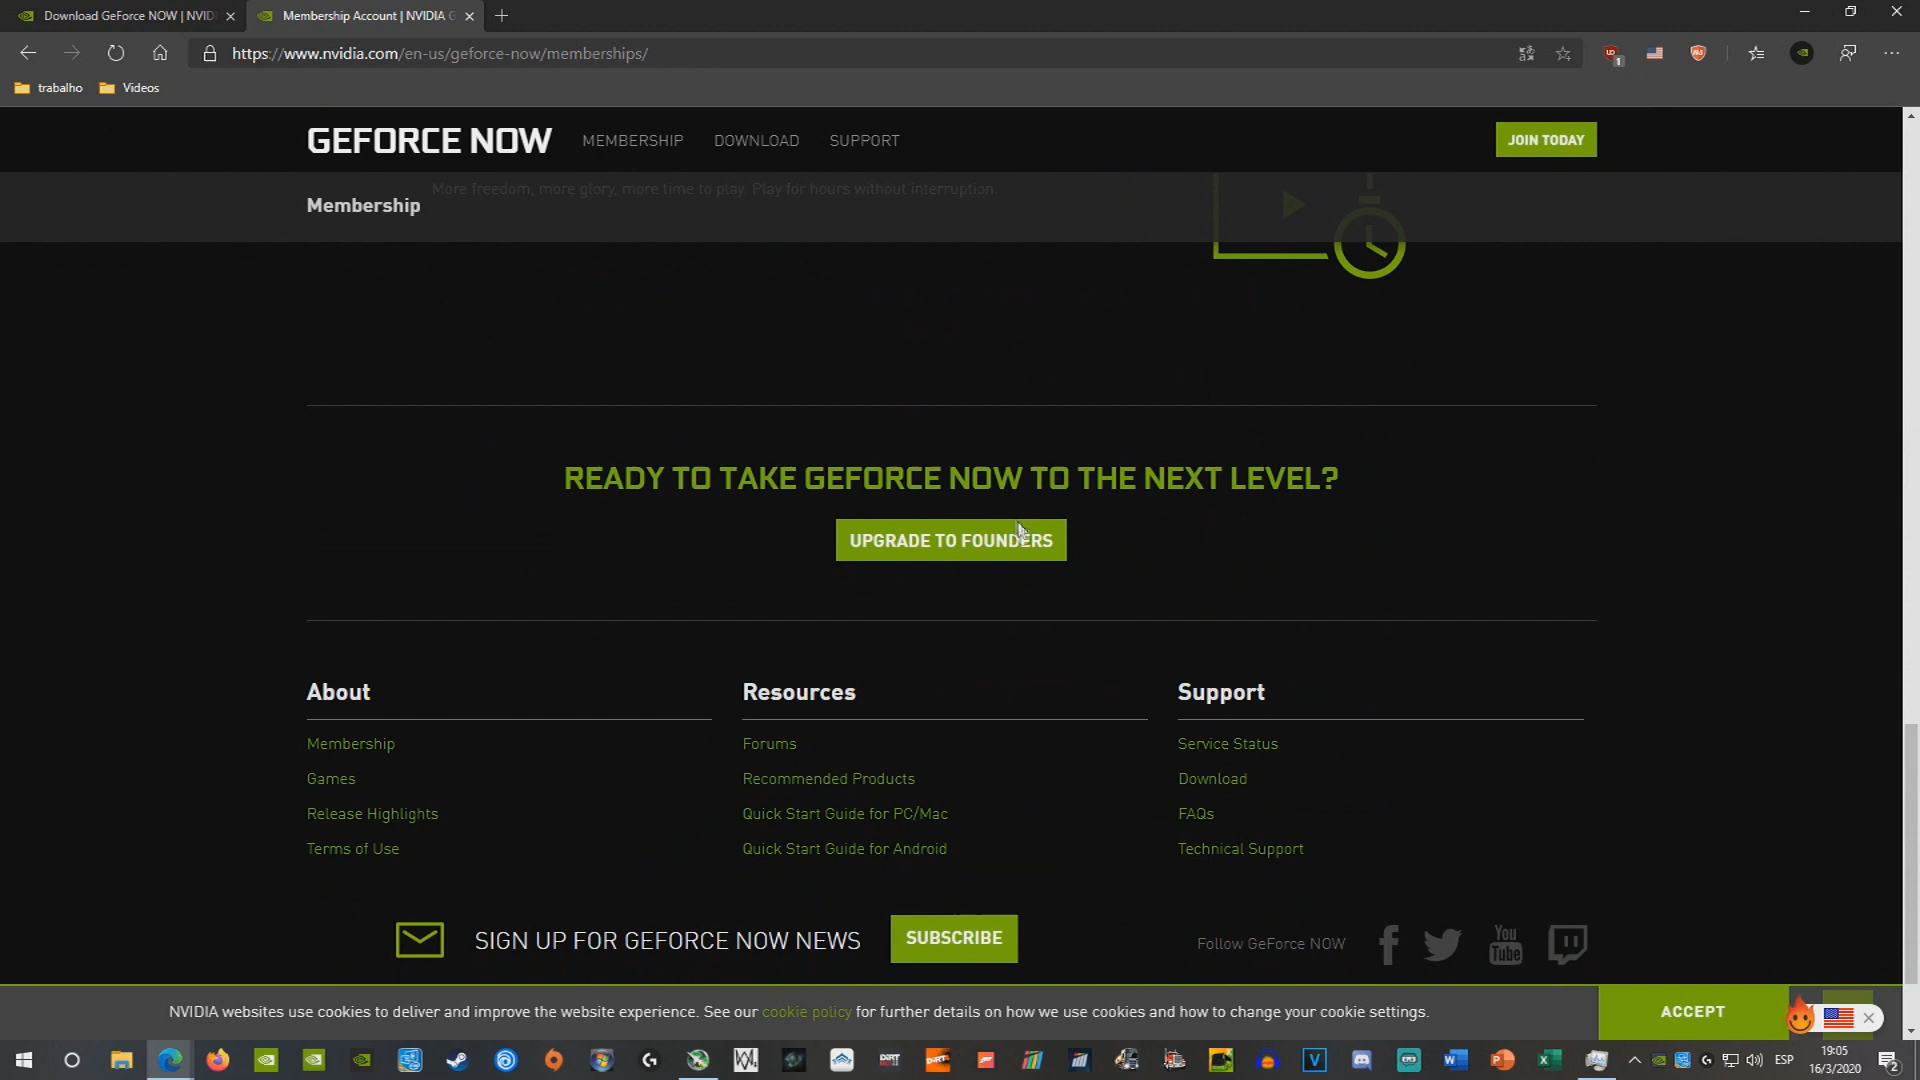 Download GeForce NOW | NVID
Membership Account | NVIDIA G
https://www.nvidia.com/en-us/geforce-now/memberships/
trabalho
Videos
GEFORCE NOW
MEMBERSHIP
DOWNLOAD
SUPPORT
JOIN TODAY
More freedom, more glory, more time to play. Play for hours without interruption.
Membership
READY TO TAKE GEFORCE NOW TO THE NEXT LEVEL?
UPGRADE TO FOUNDERS
About
Membership
Games
Release Highlights
Terms of Use
Resources
Forums
Recommended Products
Quick Start Guide for PC/Mac
Quick Start Guide for Android
Support
Service Status
Download
FAQs
Technical Support
SIGN UP FOR GEFORCE NOW NEWS
SUBSCRIBE
Follow GeForce NOW
You
Tube
NVIDIA websites use cookies to deliver and improve the website experience. See our cookie policy for further details on how we use cookies and how to change your cookie settings.
ACCEPT
ESP
19:05
16/3/2020